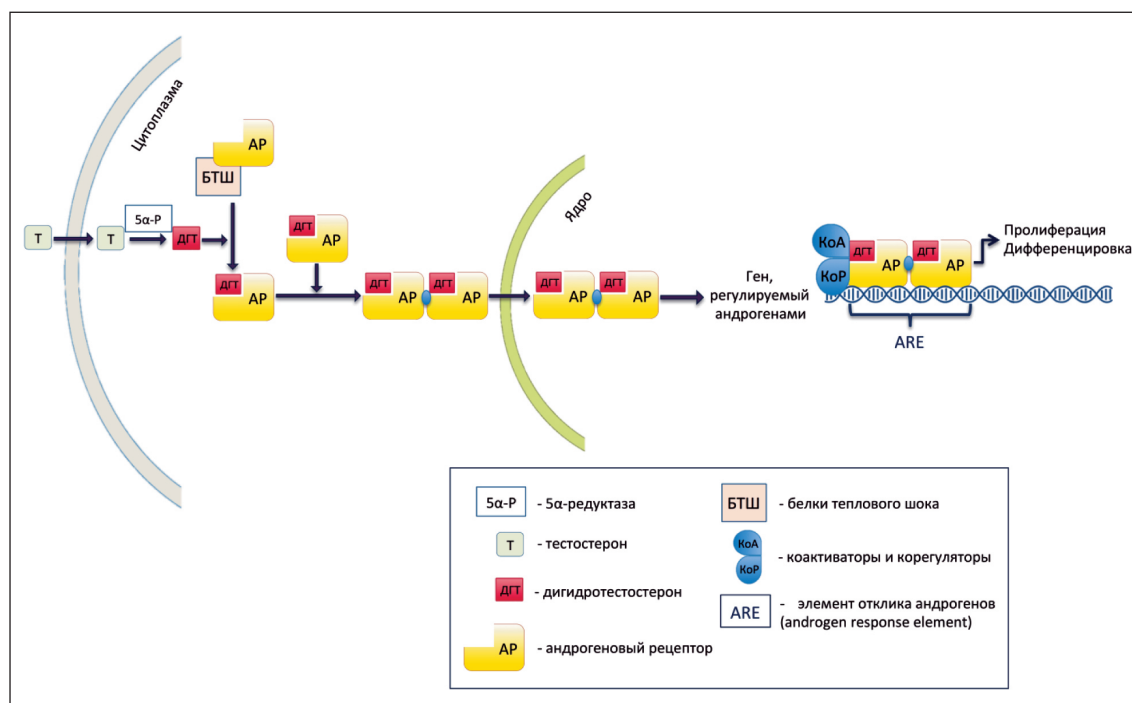 Цитоплазма
АР
БТШ
5α-Р
Т
Т
ДГТ
ДГТ
АР
ДГТ
АР
ДГТ
АР
ДГТ
АР
Ядро
ДГТ
АР
ДГТ
АР
Ген,
регулируемый
андрогенами
КоА
КоР
ДГТ
АР
ДГТ
АР
Пролиферация
Дифференцировка
ARE
5α-Р - 5α-редуктаза
Т - тестостерон
ДГТ - дигидротестостерон
АР - андрогеновый рецептор
БТШ - белки теплового шока
КоА
КоР
- коактиваторы и корегуляторы
ARE - элемент отклика андрогенов
(androgen response element)